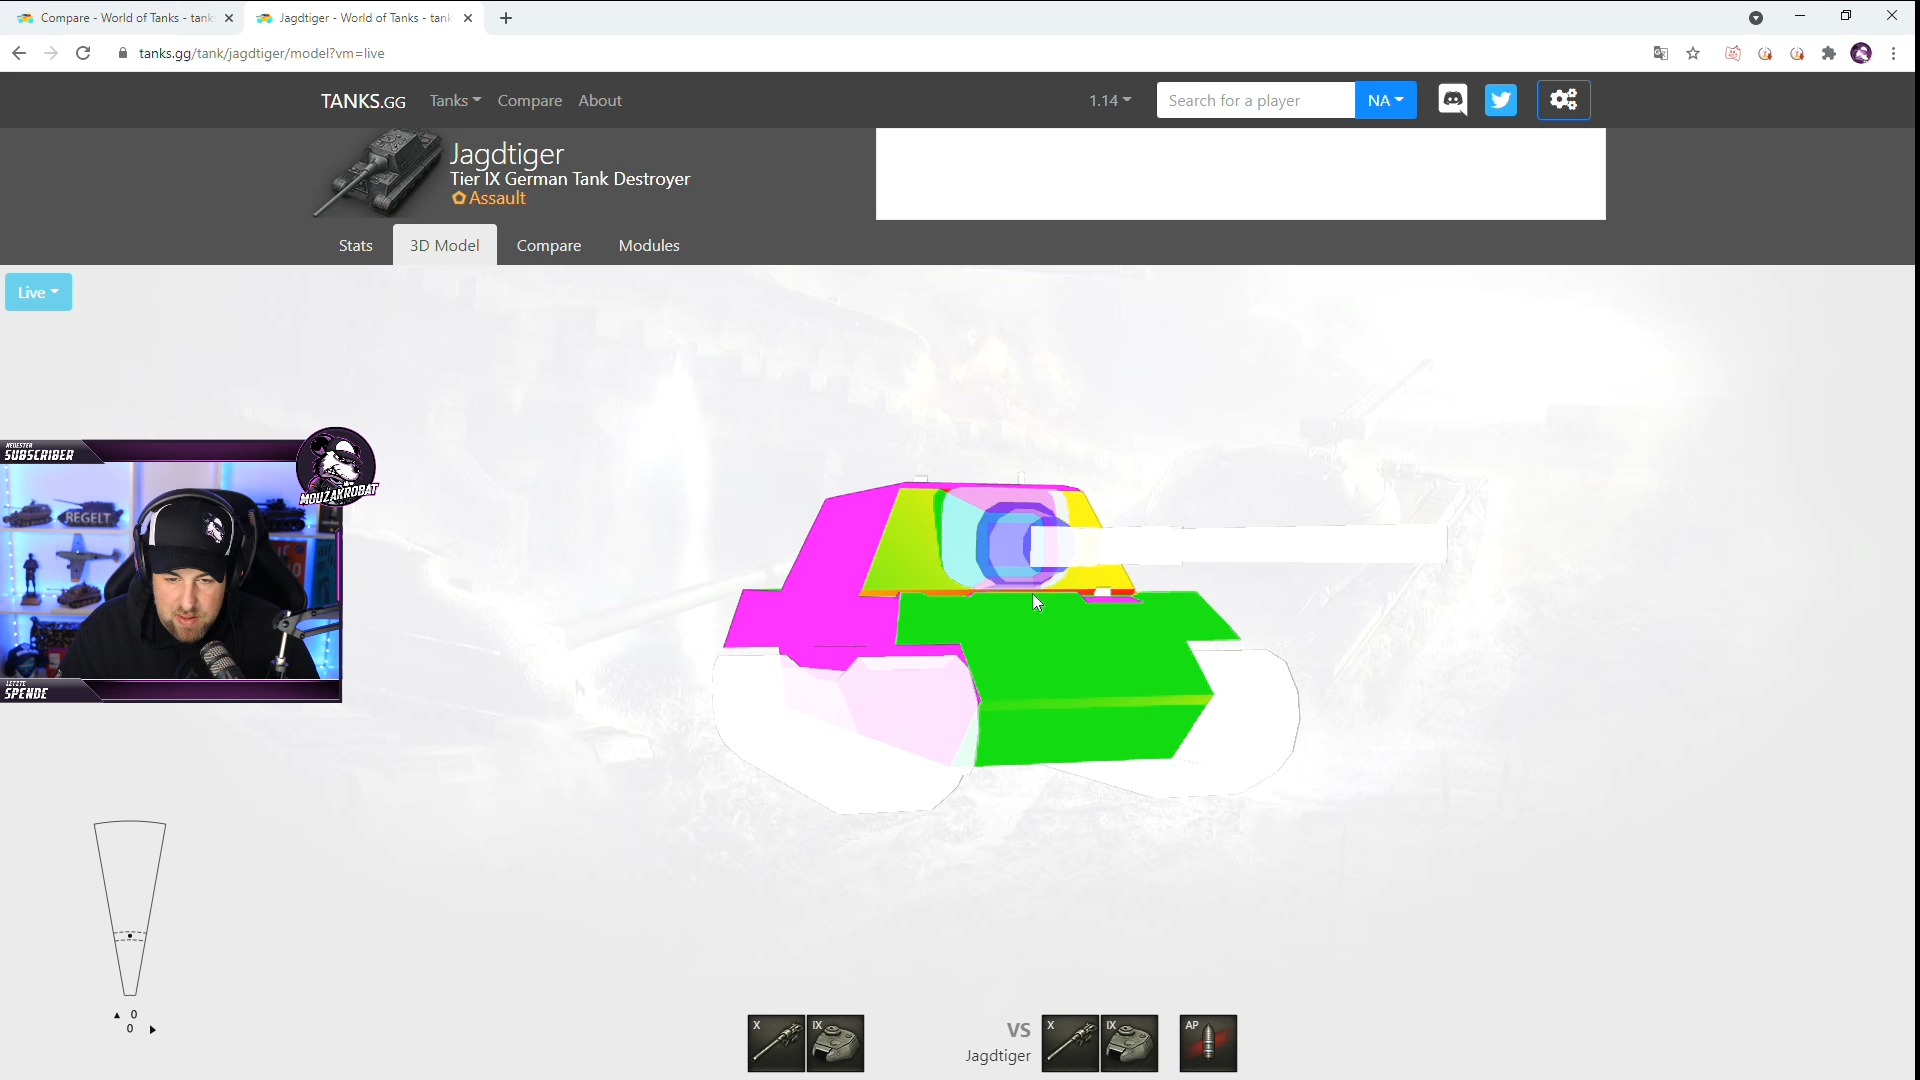 Compare - World of Tanks - tank
Jagdtiger - World of Tanks - tank
tanks.gg/tank/jagdtiger/model?vm=live
TANKS.GG
Tanks
Compare
About
1.14
Search for a player
NA
Jagdtiger
Tier IX German Tank Destroyer
Assault
Stats
3D Model
Compare
Modules
Live
NEUESTER
SUBSCRIBER
MOUZAKROBAT
REGELT
LETZTE
SPENDE
0
0
X
IX
VS
Jagdtiger
X
IX
AP